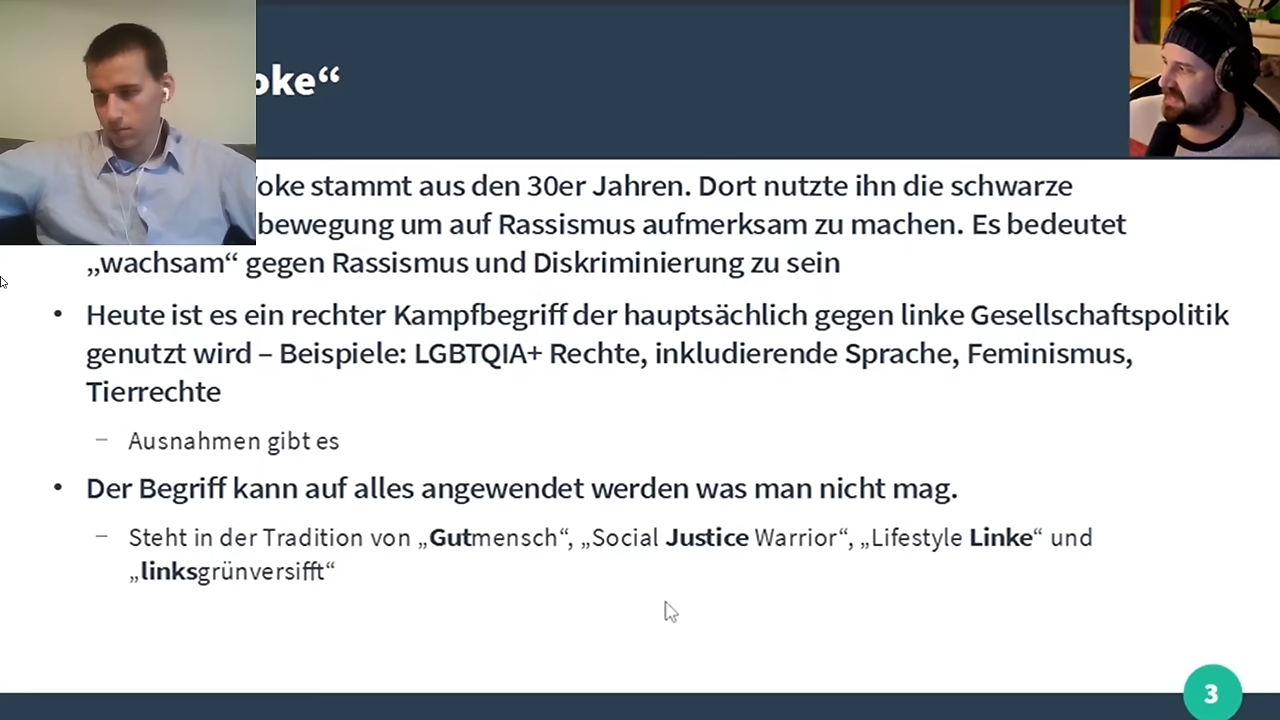 oke“
oke stammt aus den 30er Jahren. Dort nutzte ihn die schwarze
bewegung um auf Rassismus aufmerksam zu machen. Es bedeutet
„wachsam“ gegen Rassismus und Diskriminierung zu sein
• Heute ist es ein rechter Kampfbegriff der hauptsächlich gegen linke Gesellschaftspolitik
genutzt wird – Beispiele: LGBTQIA+ Rechte, inkludierende Sprache, Feminismus,
Tierrechte
– Ausnahmen gibt es
• Der Begriff kann auf alles angewendet werden was man nicht mag.
– Steht in der Tradition von „Gutmensch“, „Social Justice Warrior“, „Lifestyle Linke“ und
„linksgrünversifft“
3